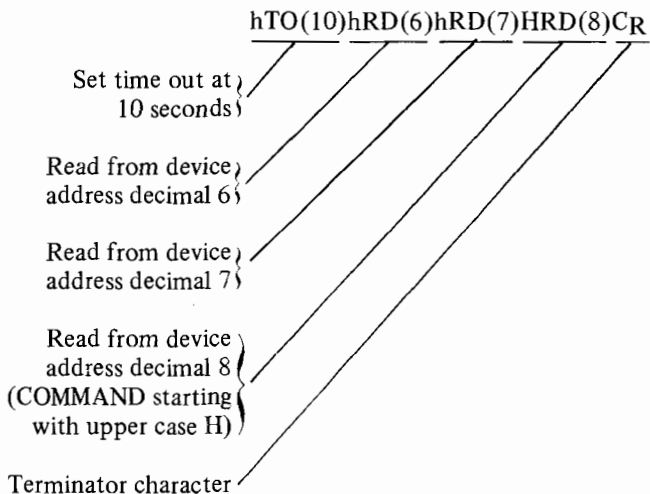 hTO(10)hRD(6)hRD(7)HRD(8)CR
Set time out at
10 seconds
Read from device
address decimal 6
Read from device
address decimal 7
Read from device
address decimal 8
(COMMAND starting
with upper case H)
Terminator character